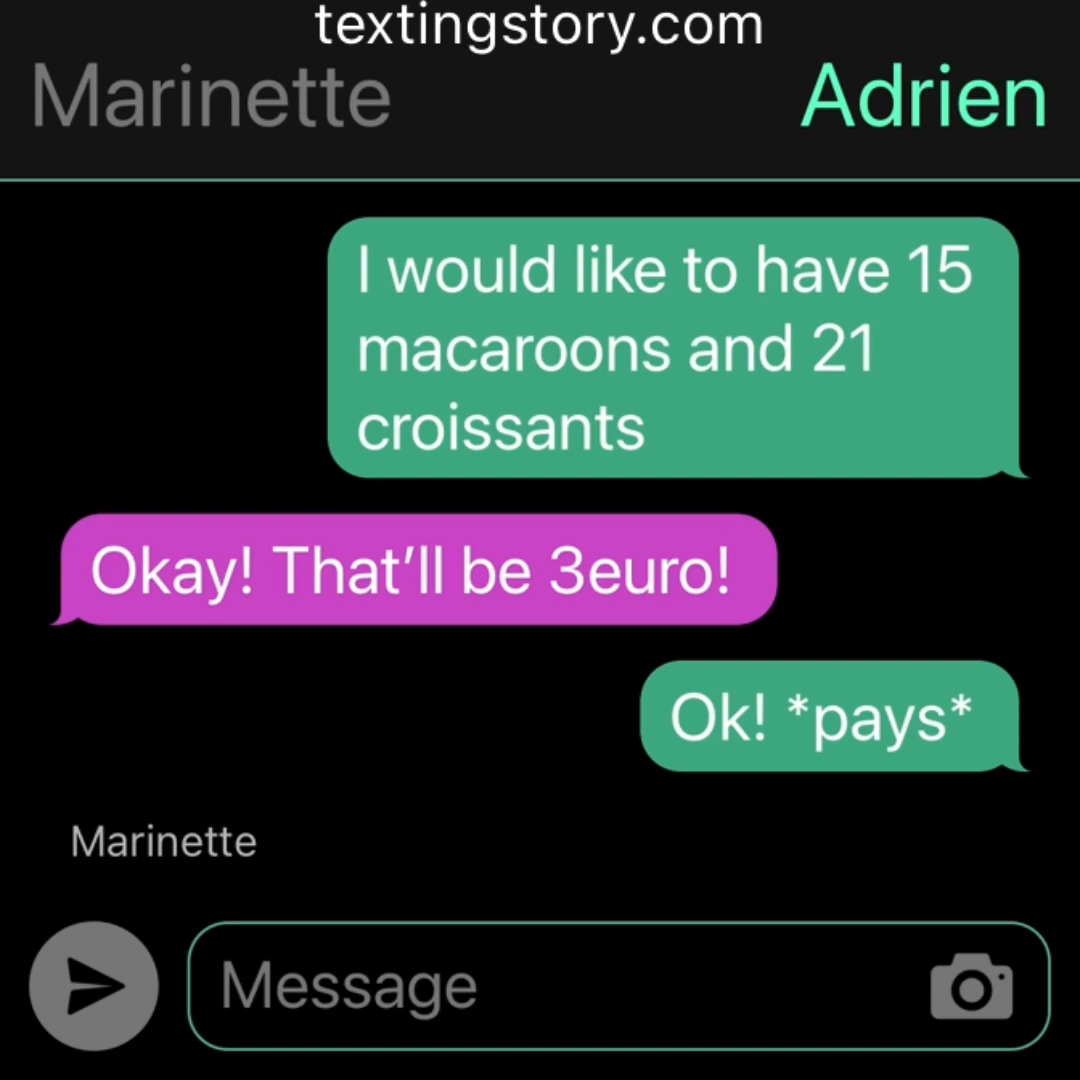 textingstory.com
Marinette Adrien
I would like to have 15
macaroons and 21
croissants
Okay! That’ll be 3euro!
Ok! *pays*
Marinette
Message